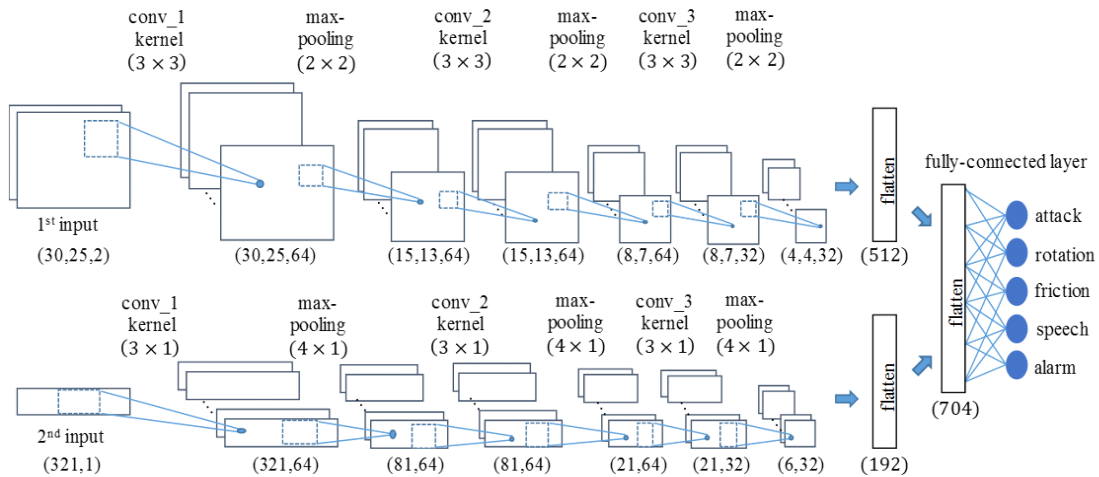 conv_1
kernel
(3 × 3)
max-
pooling
(2 × 2)
conv_2
kernel
(3 × 3)
max-
pooling
(2 × 2)
conv_3
kernel
(3 × 3)
max-
pooling
(2 × 2)
1st input
(30,25,2)
(30,25,64)
(15,13,64)
(15,13,64)
(8,7,64)
(8,7,32)
(4,4,32)
flatten
(512)
conv_1
kernel
(3 × 1)
max-
pooling
(4 × 1)
conv_2
kernel
(3 × 1)
max-
pooling
(4 × 1)
conv_3
kernel
(3 × 1)
max-
pooling
(4 × 1)
2nd input
(321,1)
(321,64)
(81,64)
(81,64)
(21,64)
(21,32)
(6,32)
flatten
(192)
fully-connected layer
flatten
(704)
attack
rotation
friction
speech
alarm